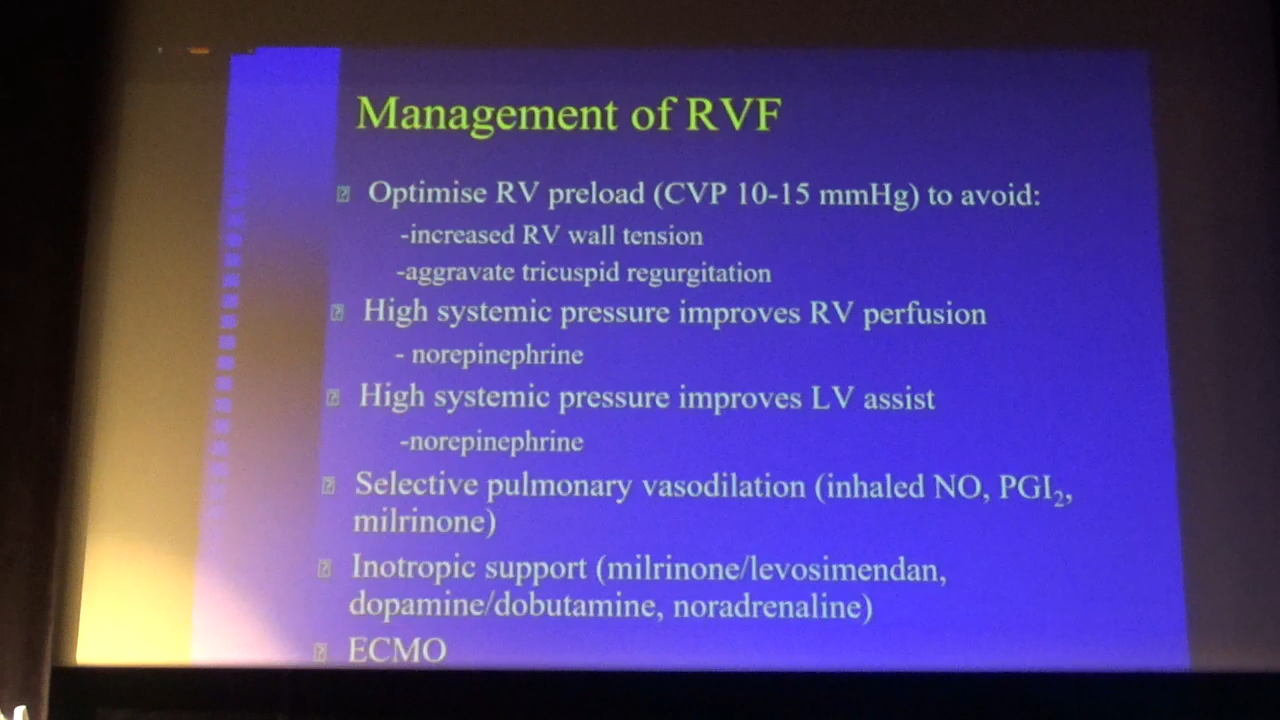 Management of RVF
Optimise RV preload (CVP 10-15 mmHg) to avoid:
-increased RV wall tension
-aggravate tricuspid regurgitation
High systemic pressure improves RV perfusion
- norepinephrine
High systemic pressure improves LV assist
-norepinephrine
Selective pulmonary vasodilation (inhaled NO, PGI₂,
milrinone)
Inotropic support (milrinone/levosimendan,
dopamine/dobutamine, noradrenaline)
ECMO